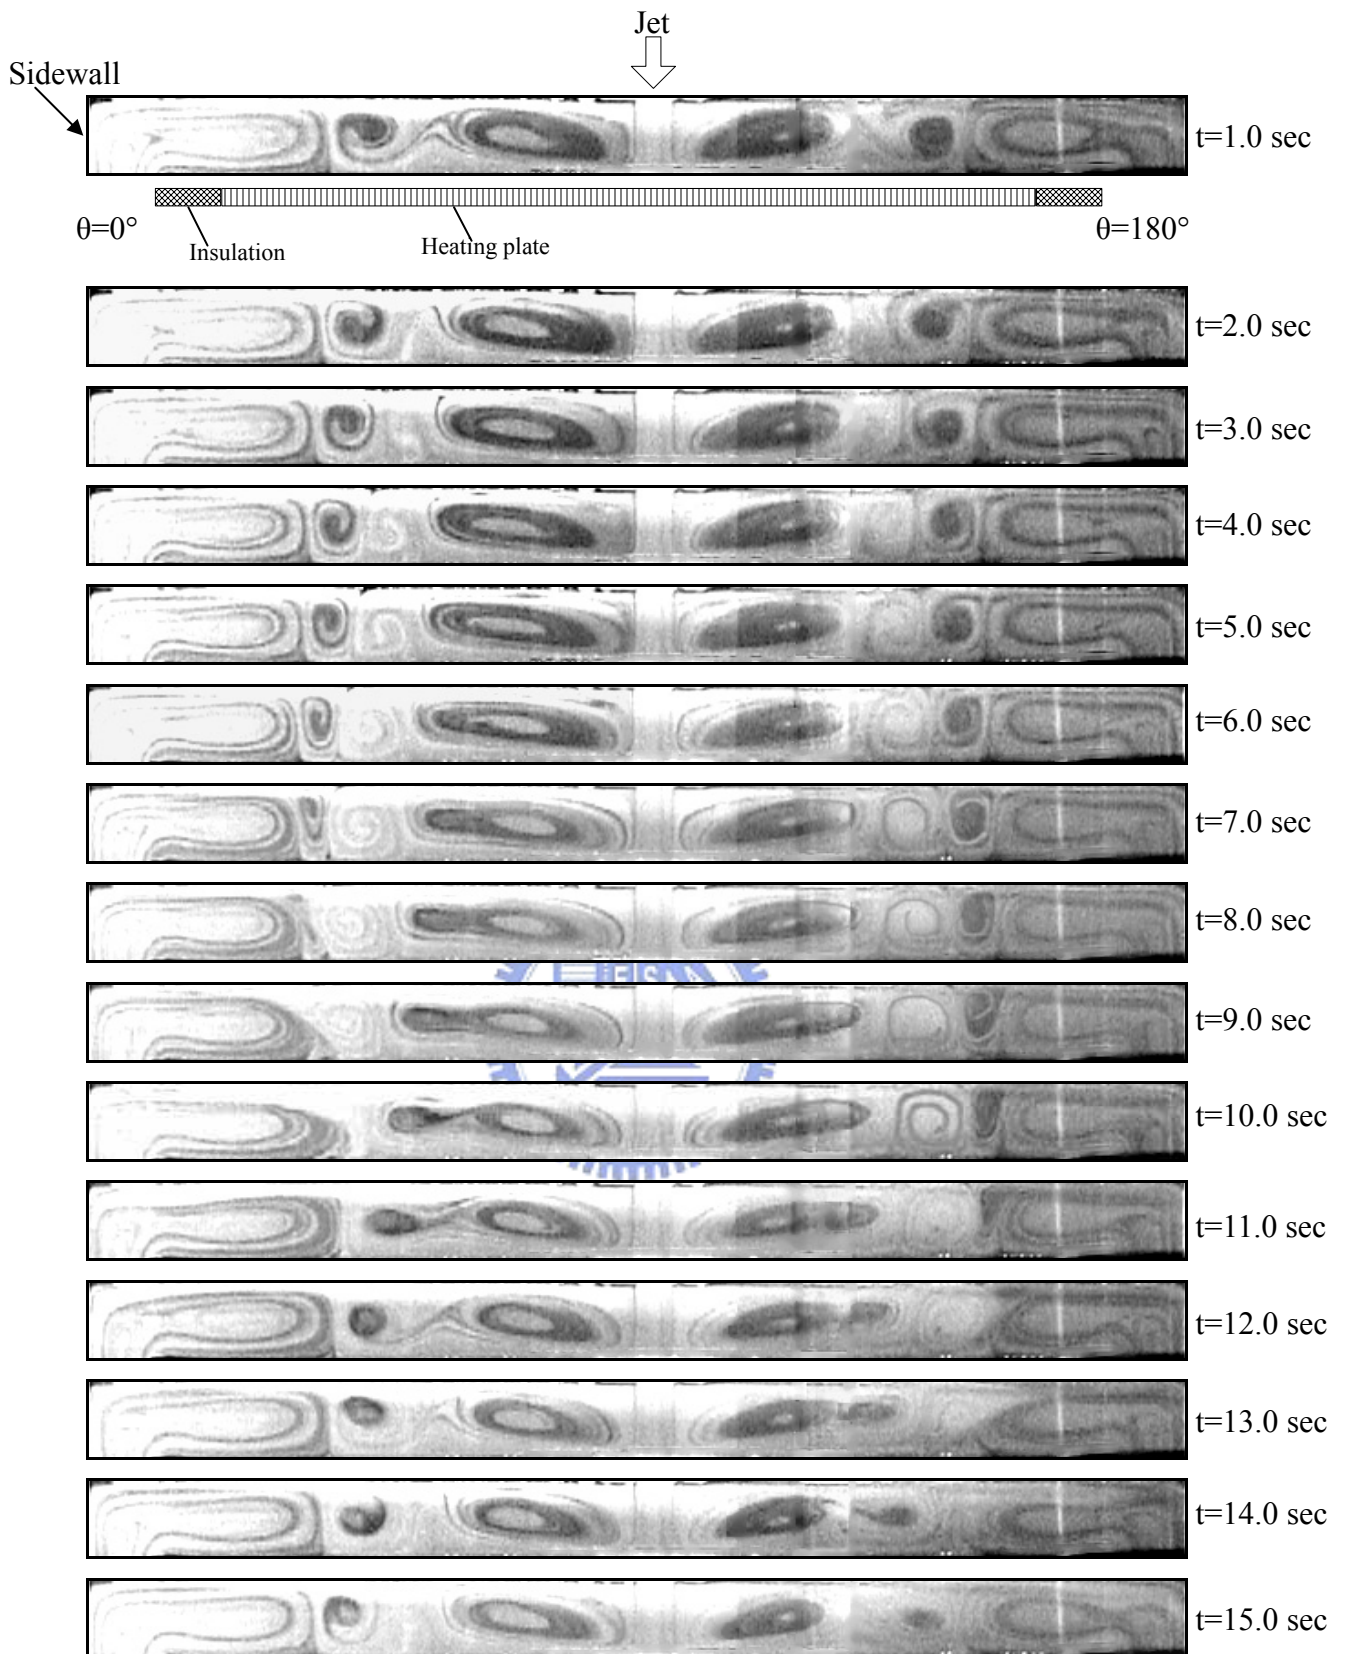 Jet
Sidewall
t=1.0 sec
θ=0°
θ=180°
Insulation
Heating plate
t=2.0 sec
t=3.0 sec
t=4.0 sec
t=5.0 sec
t=6.0 sec
t=7.0 sec
t=8.0 sec
t=9.0 sec
t=10.0 sec
t=11.0 sec
t=12.0 sec
t=13.0 sec
t=14.0 sec
t=15.0 sec